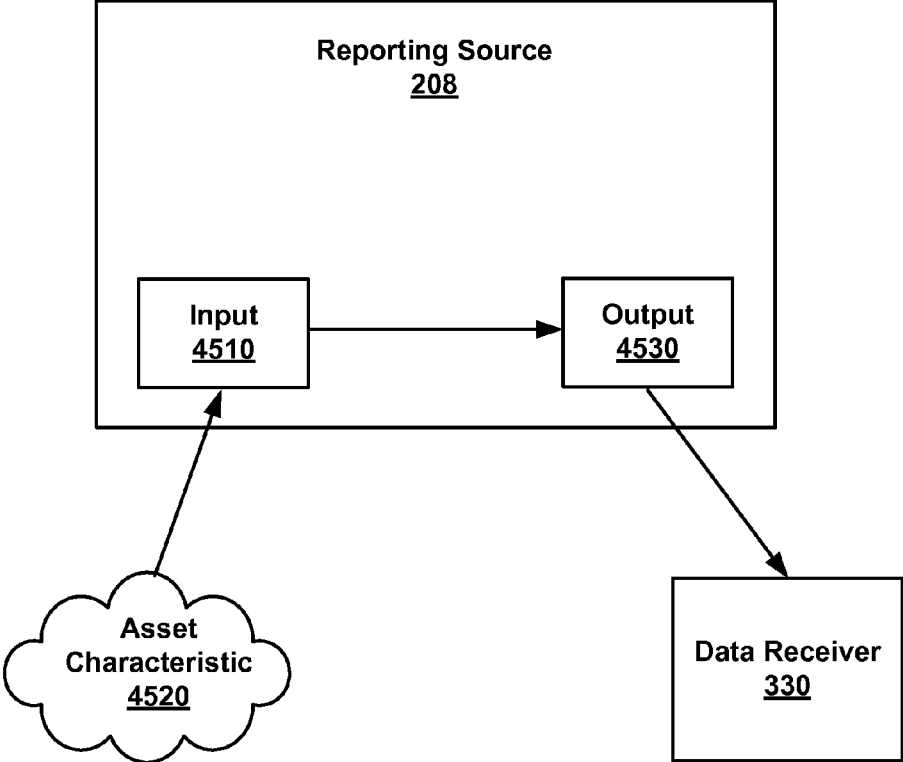 Reporting Source
208
Input
4510
Output
4530
Asset
Characteristic
4520
Data Receiver
330